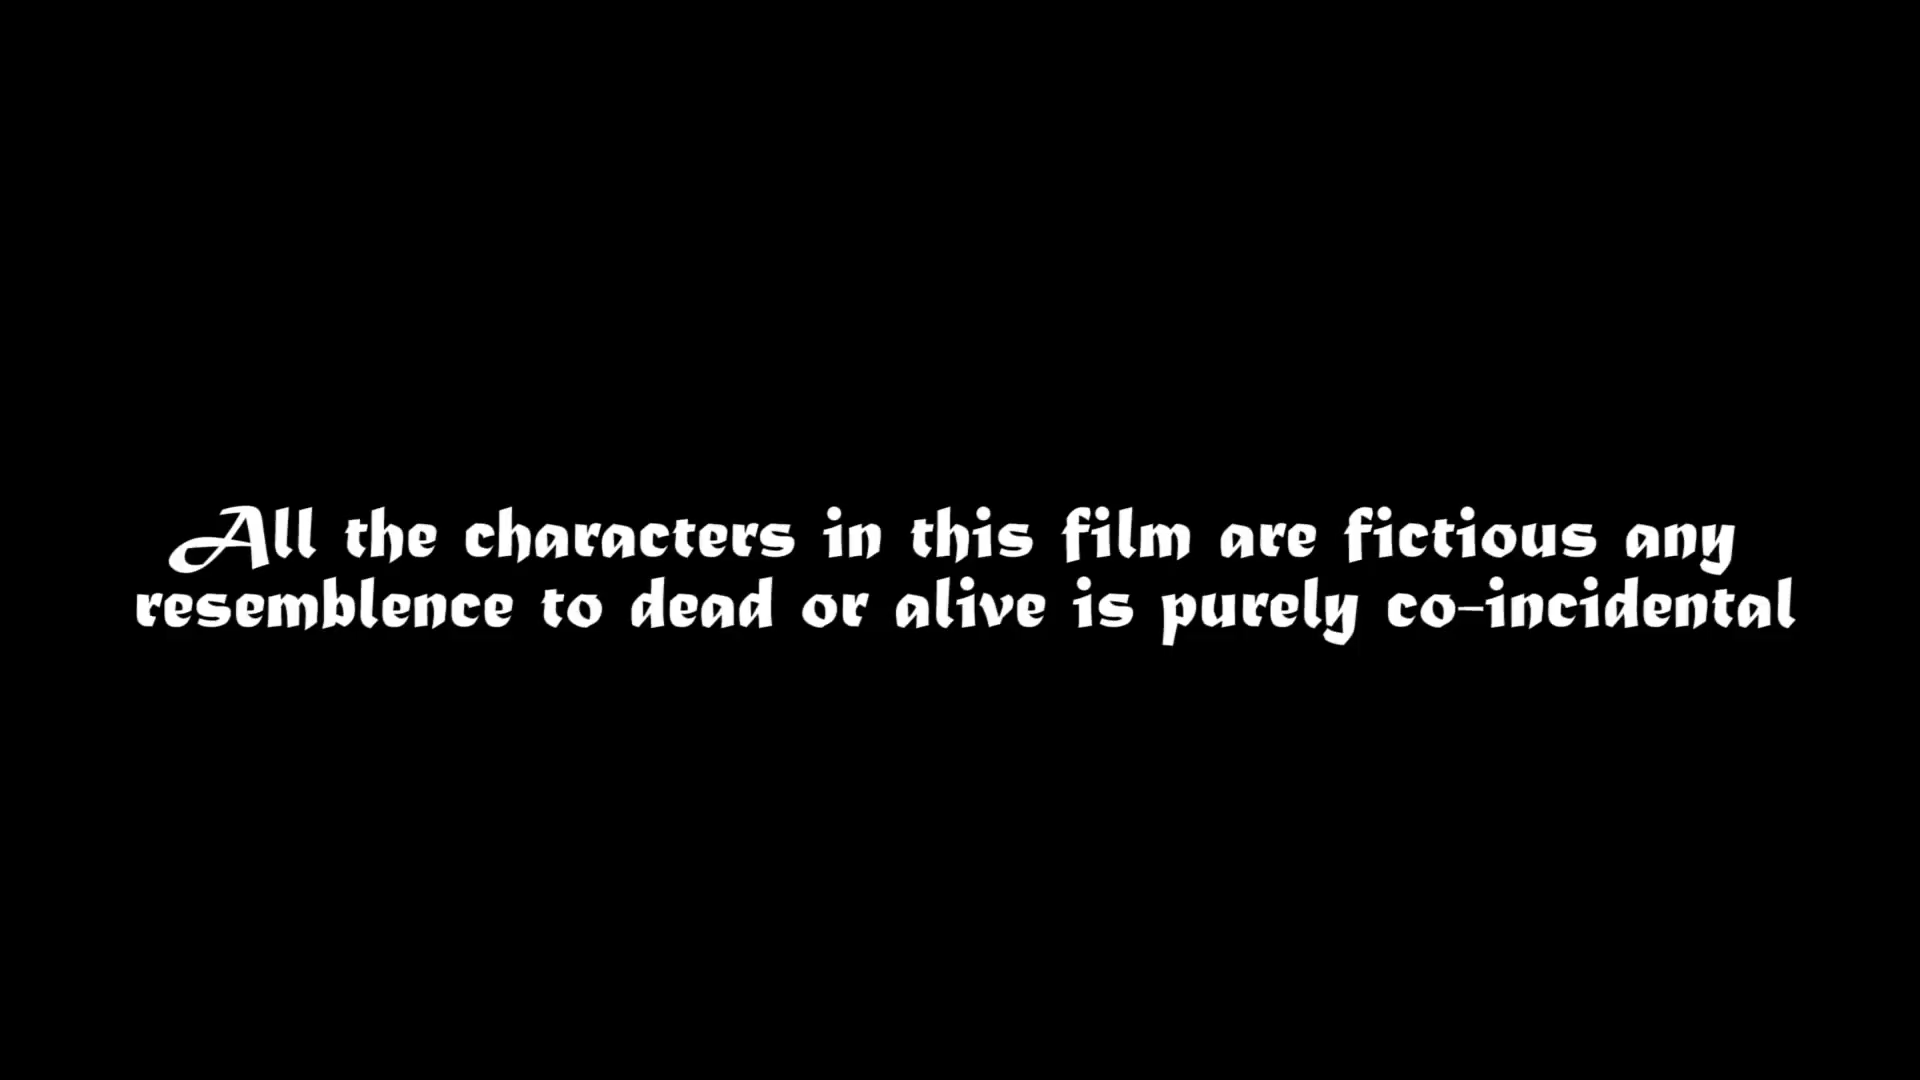 All the characters in this film are fictious any
resemblence to dead or alive is purely co-incidental